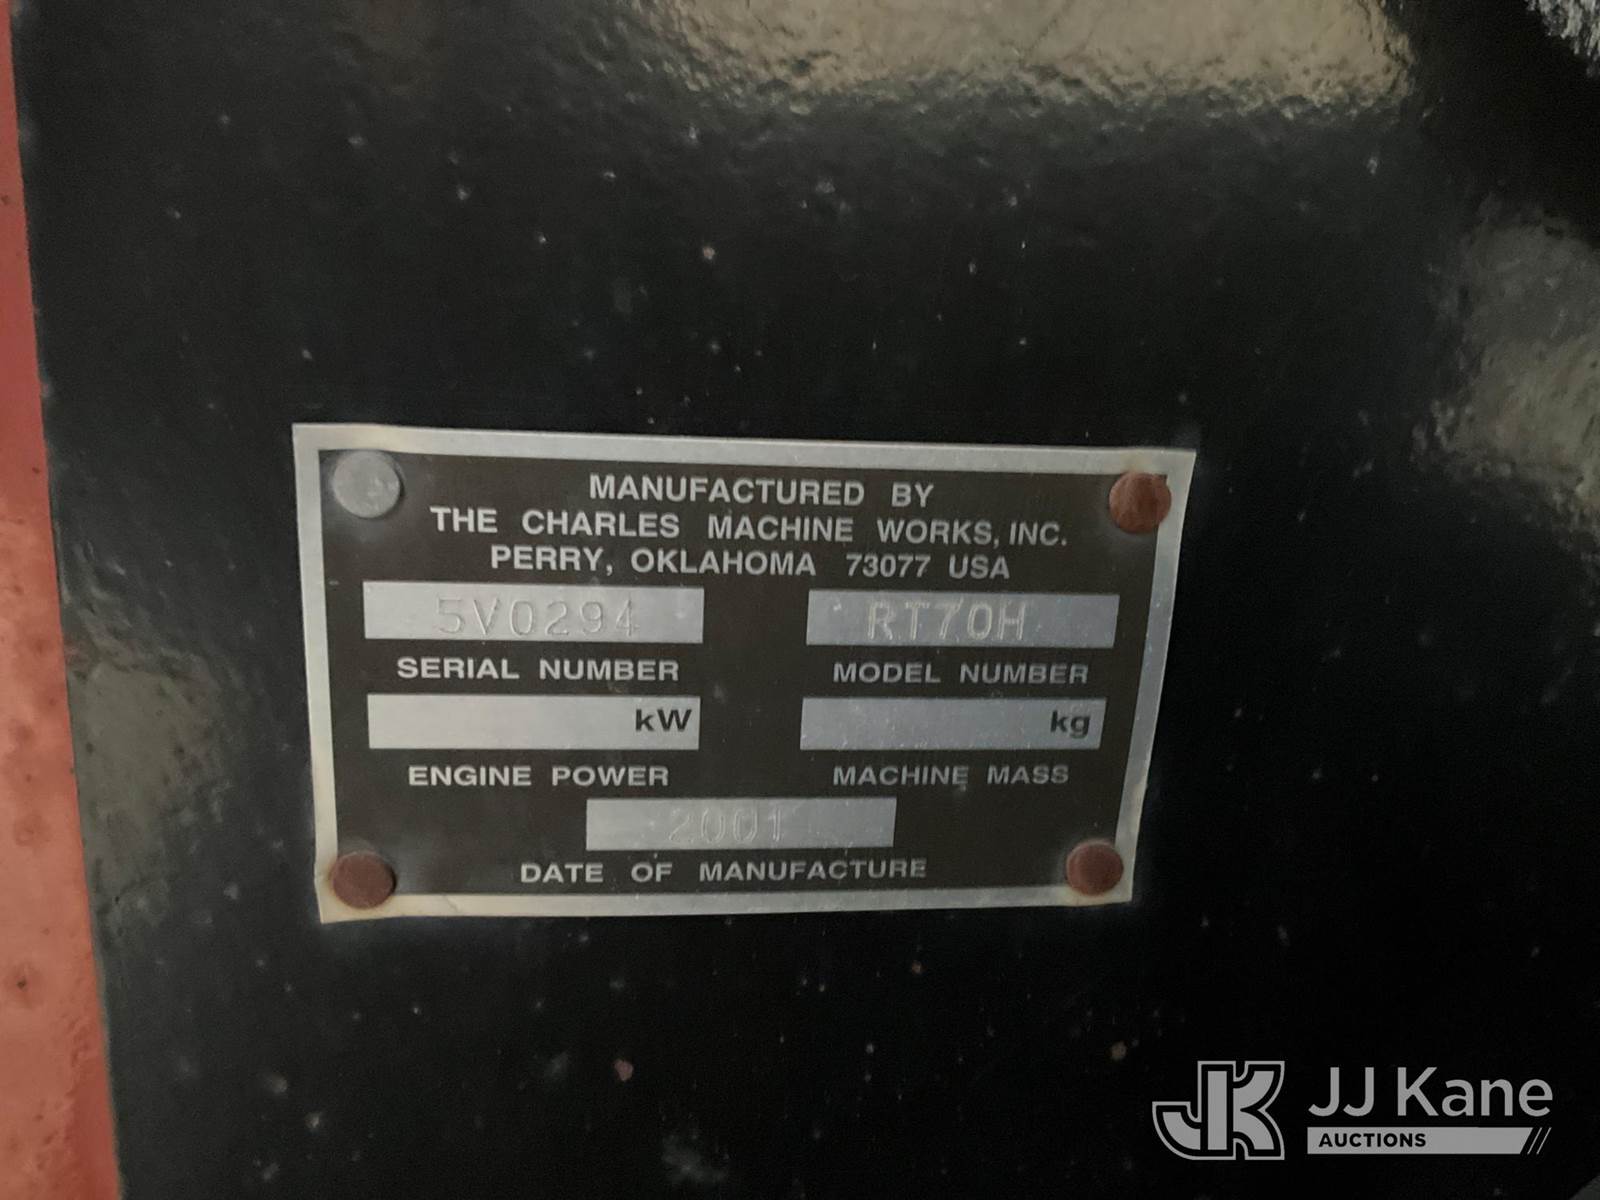 MANUFACTURED BY
THE CHARLES MACHINE WORKS, INC.
PERRY, OKLAHOMA 73077 USA
5V0294 RT70H
SERIAL NUMBER MODEL NUMBER
kW kg
ENGINE POWER MACHINE MASS
2001
DATE OF MANUFACTURE
JK JJ Kane
AUCTIONS